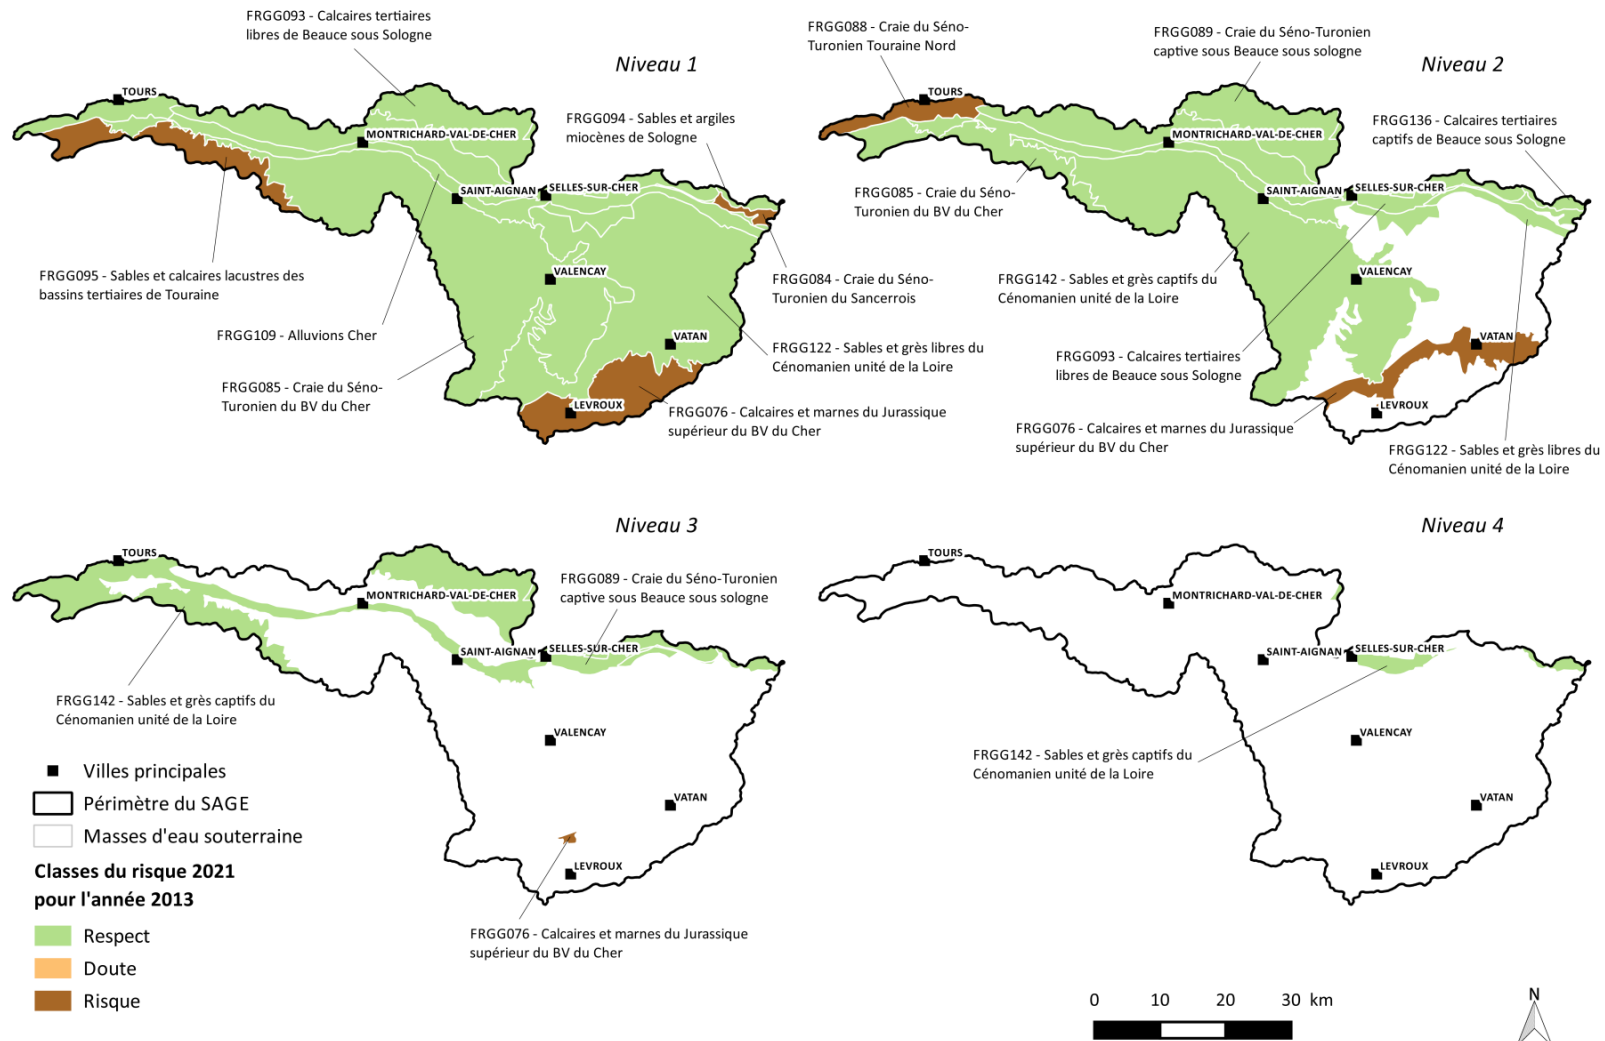 FRGG093 - Calcaires tertiaires
libres de Beauce sous Sologne
Niveau 1
TOURS
MONTRICHARD-VAL-DE-CHER
FRGG094 - Sables et argiles
miocènes de Sologne
SAINT-AIGNAN
SELLES-SUR-CHER
FRGG095 - Sables et calcaires lacustres des
bassins tertiaires de Touraine
VALENCAY
FRGG084 - Craie du Séno-
Turonien du Sancerrois
FRGG109 - Alluvions Cher
VATAN
FRGG122 - Sables et grès libres du
Cénomanien unité de la Loire
FRGG085 - Craie du Séno-
Turonien du BV du Cher
LEVROUX
FRGG076 - Calcaires et marnes du Jurassique
supérieur du BV du Cher
FRGG088 - Craie du Séno-
Turonien Touraine Nord
FRGG089 - Craie du Séno-Turonien
captive sous Beauce sous sologne
Niveau 2
TOURS
MONTRICHARD-VAL-DE-CHER
FRGG136 - Calcaires tertiaires
captifs de Beauce sous Sologne
FRGG085 - Craie du Séno-
Turonien du BV du Cher
SAINT-AIGNAN
SELLES-SUR-CHER
FRGG142 - Sables et grès captifs du
Cénomanien unité de la Loire
VALENCAY
VATAN
FRGG093 - Calcaires tertiaires
libres de Beauce sous Sologne
LEVROUX
FRGG076 - Calcaires et marnes du Jurassique
supérieur du BV du Cher
FRGG122 - Sables et grès libres du
Cénomanien unité de la Loire
Niveau 3
TOURS
FRGG089 - Craie du Séno-Turonien
captive sous Beauce sous sologne
MONTRICHARD-VAL-DE-CHER
SAINT-AIGNAN
SELLES-SUR-CHER
FRGG142 - Sables et grès captifs du
Cénomanien unité de la Loire
VALENCAY
VATAN
LEVROUX
FRGG076 - Calcaires et marnes du Jurassique
supérieur du BV du Cher
Niveau 4
TOURS
MONTRICHARD-VAL-DE-CHER
SAINT-AIGNAN
SELLES-SUR-CHER
FRGG142 - Sables et grès captifs du
Cénomanien unité de la Loire
VALENCAY
VATAN
LEVROUX
Villes principales
Périmètre du SAGE
Masses d'eau souterraine
Classes du risque 2021
pour l'année 2013
Respect
Doute
Risque
0 10 20 30 km
N